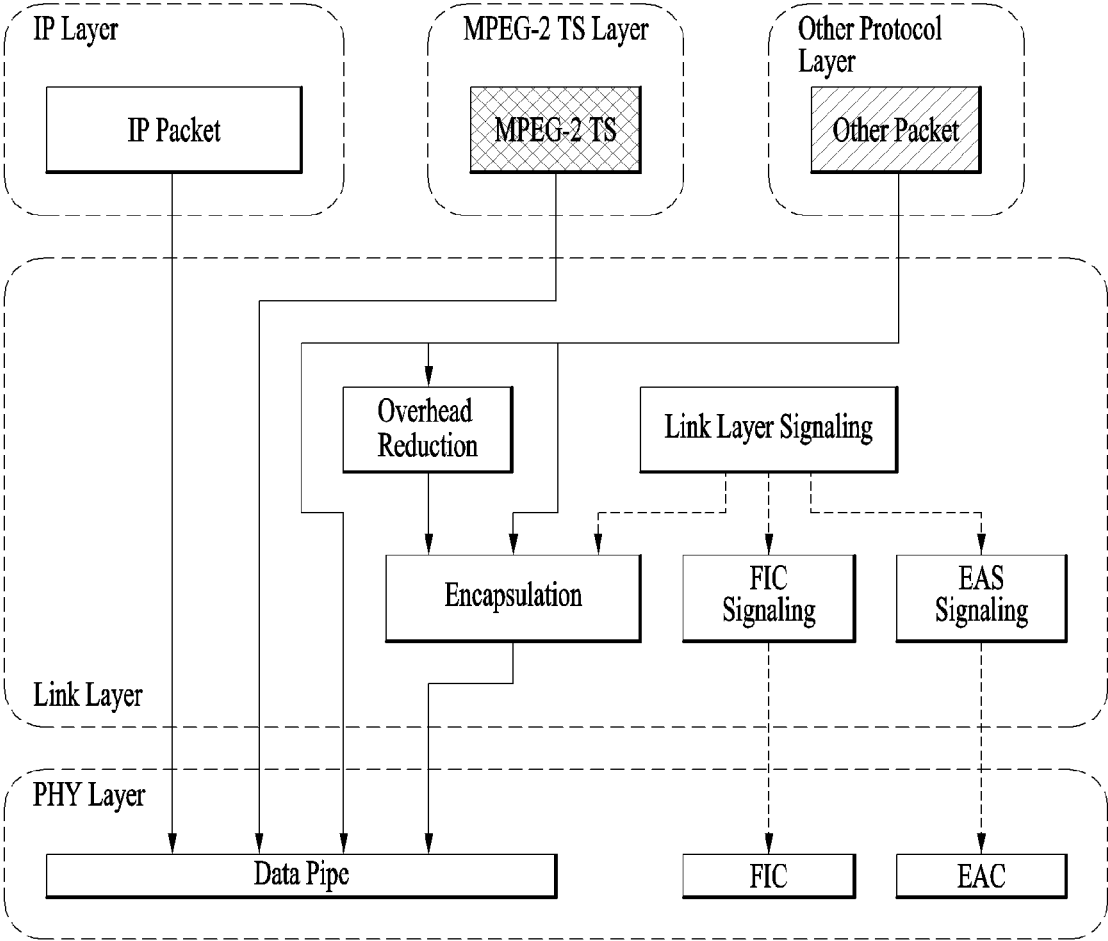 IP Layer
MPEG-2 TS Layer
Other Protocol
Layer
IP Packet
MPEG-2 TS
Other Packet
Overhead
Reduction
Link Layer Signaling
Encapsulation
FIC
Signaling
EAS
Signaling
Link Layer
PHY Layer
Data Pipe
FIC
EAC